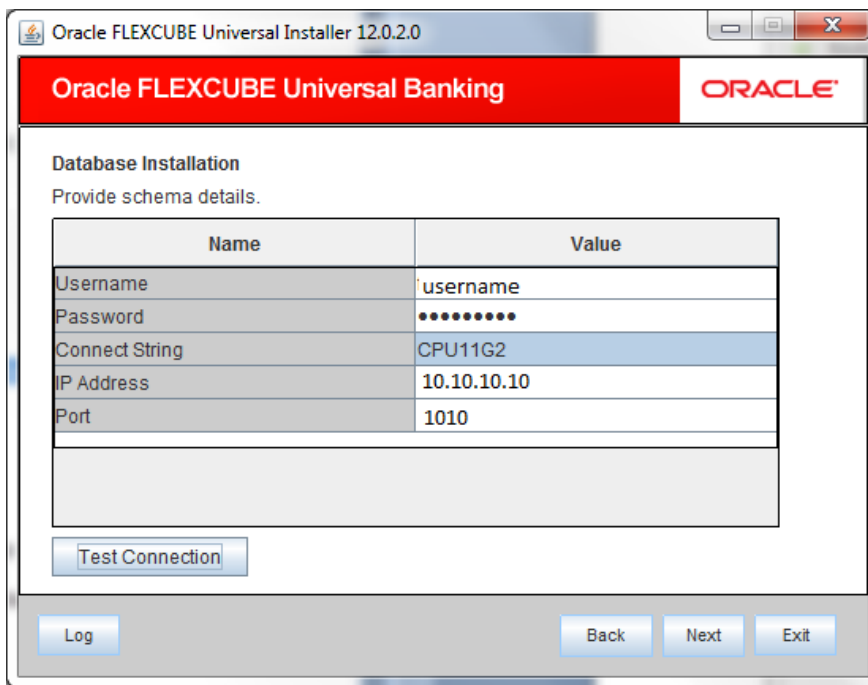 Oracle FLEXCUBE Universal Installer 12.0.2.0
Oracle FLEXCUBE Universal Banking
ORACLE
Database Installation
Provide schema details.
Name Value
Username username
Password •••••••••
Connect String CPU11G2
IP Address 10.10.10.10
Port 1010
Test Connection
Log Back Next Exit